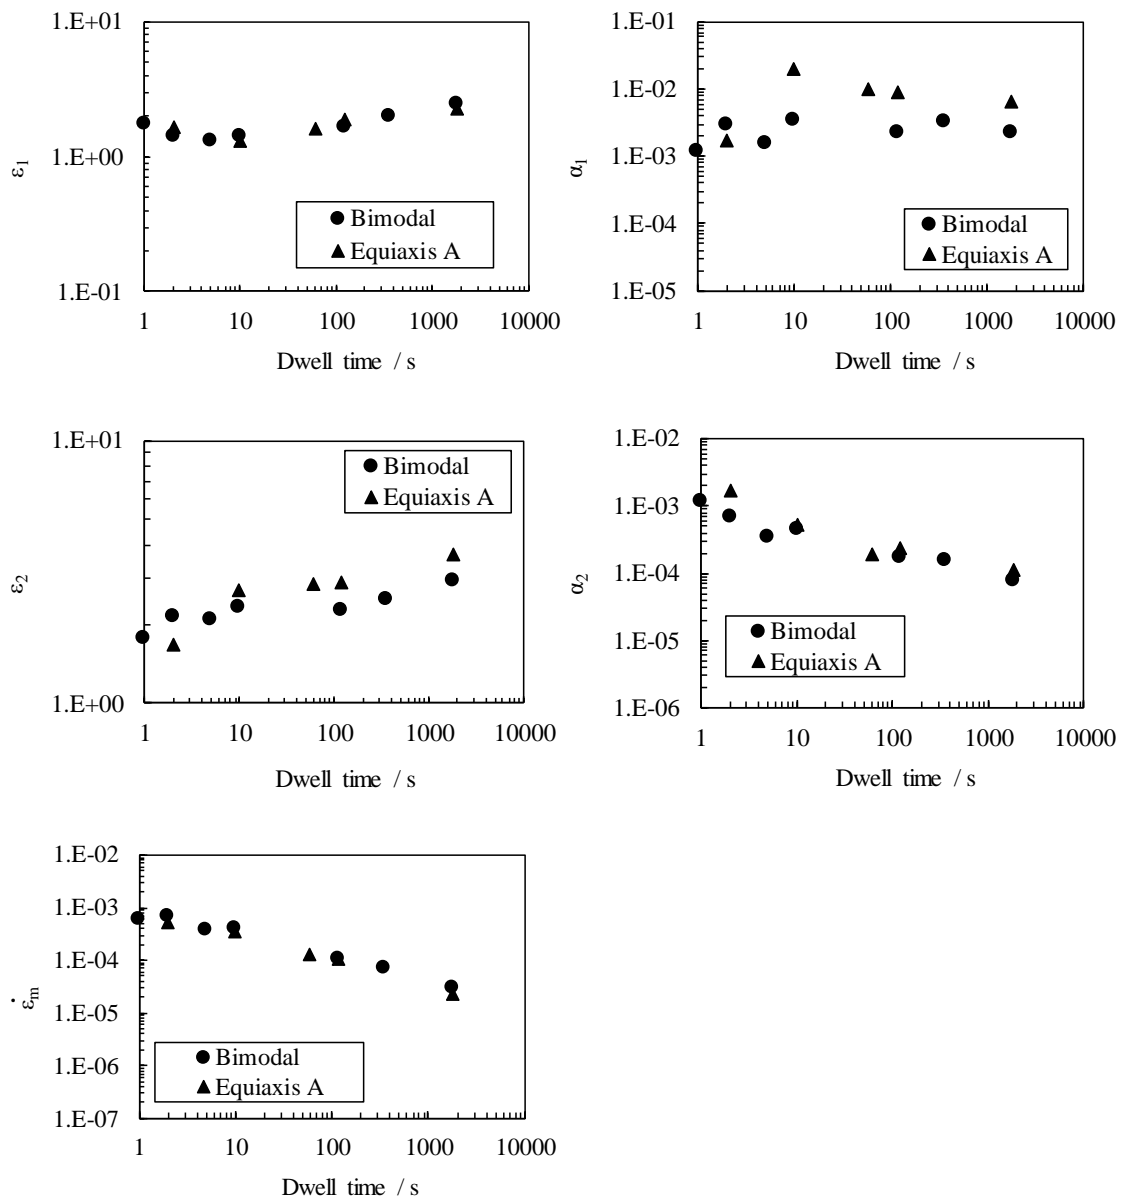 1.E+01
1.E+00
1.E-01
ε1
Bimodal
Equiaxis A
1 10 100 1000 10000
Dwell time / s
1.E-01
1.E-02
1.E-03
1.E-04
1.E-05
α1
Bimodal
Equiaxis A
1 10 100 1000 10000
Dwell time / s
1.E+01
1.E+00
ε2
Bimodal
Equiaxis A
1 10 100 1000 10000
Dwell time / s
1.E-02
1.E-03
1.E-04
1.E-05
1.E-06
α2
Bimodal
Equiaxis A
1 10 100 1000 10000
Dwell time / s
1.E-02
1.E-03
1.E-04
1.E-05
1.E-06
1.E-07
ε̇m
Bimodal
Equiaxis A
1 10 100 1000 10000
Dwell time / s